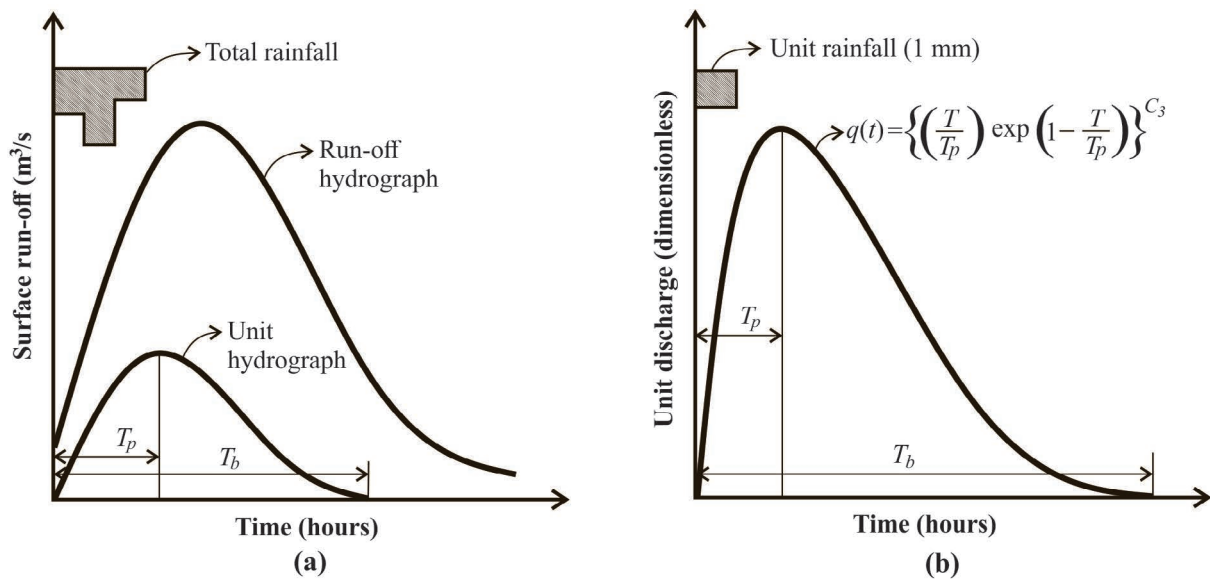 Total rainfall
Run-off
hydrograph
Unit
hydrograph
T_p
T_b
Surface run-off (m³/s)
Time (hours)
(a)
Unit rainfall (1 mm)
q(t)={(T/T_p) exp (1-T/T_p)}^{C_3}
T_p
T_b
Unit discharge (dimensionless)
Time (hours)
(b)